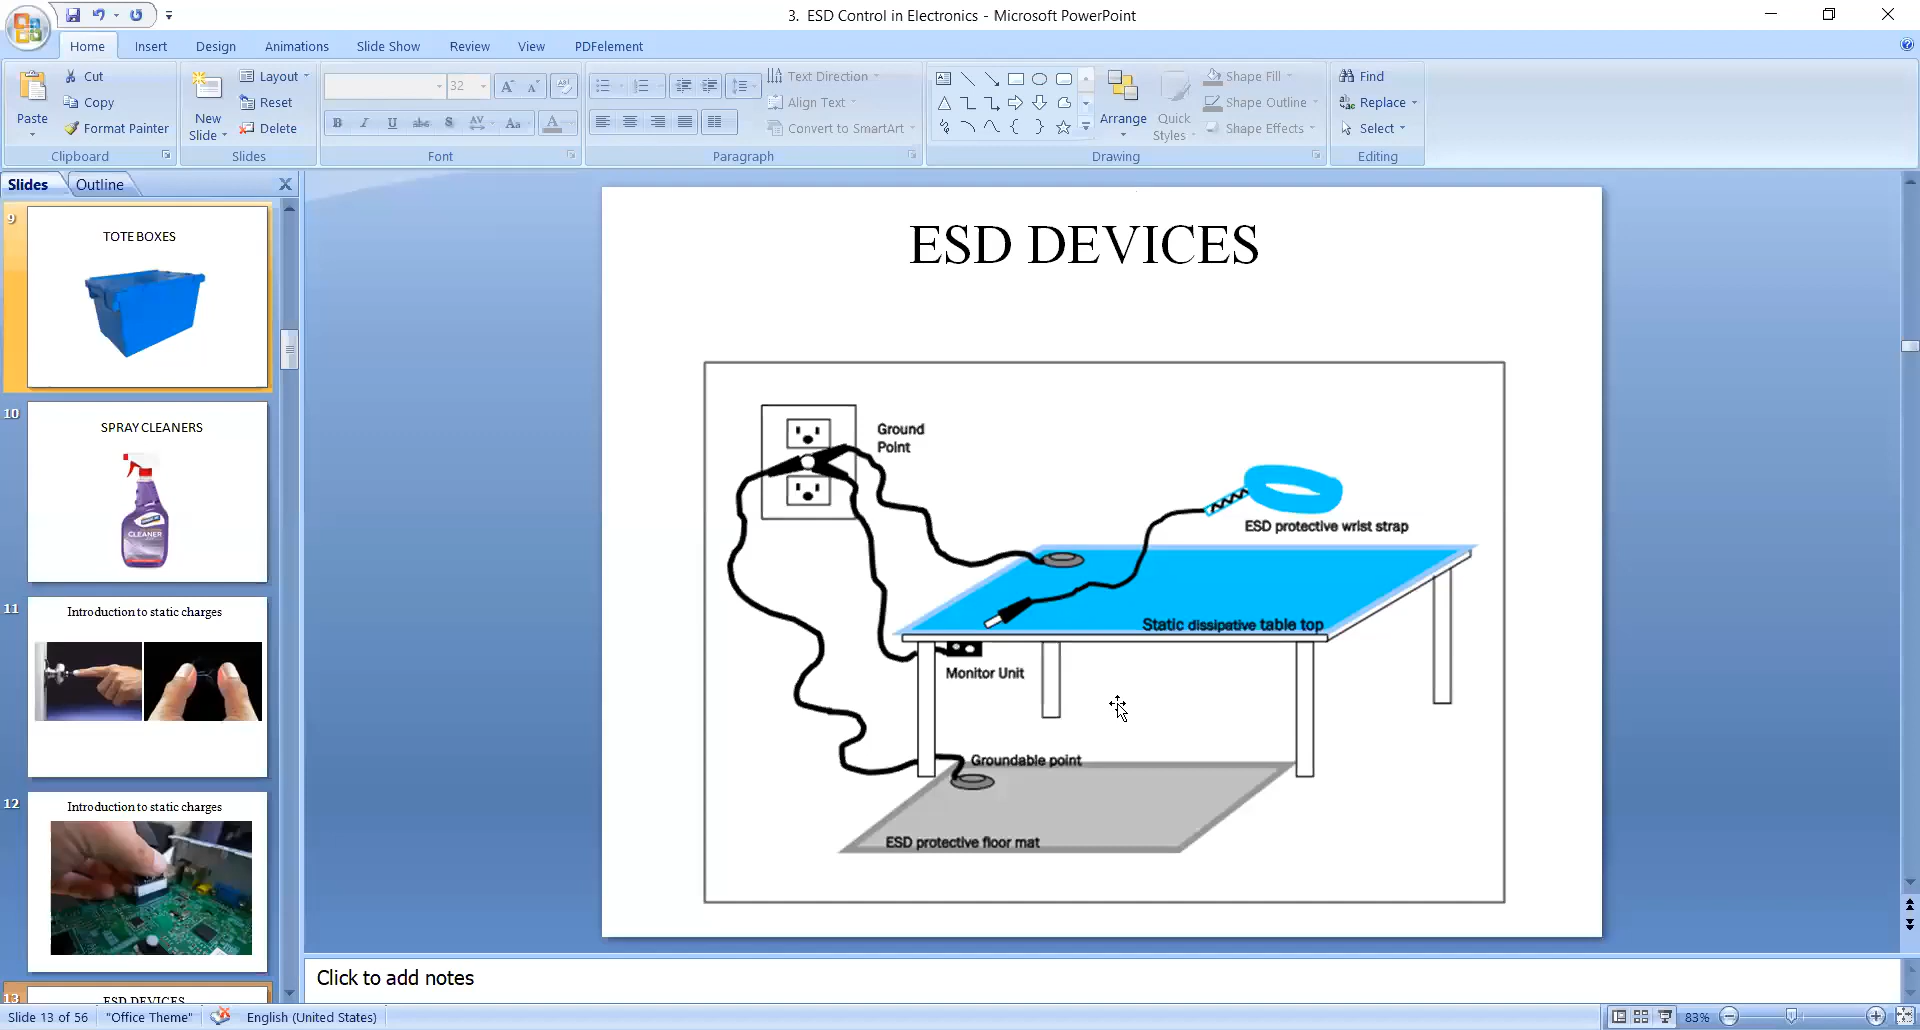 3. ESD Control in Electronics - Microsoft PowerPoint
Home Insert Design Animations Slide Show Review View PDFelement
Paste
Cut
Copy
Format Painter
Clipboard
New
Slide
Layout
Reset
Delete
Slides
32
B I U abc S AV Aa A
Font
Text Direction
Align Text
Convert to SmartArt
Paragraph
Arrange
Quick
Styles
Shape Fill
Shape Outline
Shape Effects
Drawing
Find
Replace
Select
Editing
Slides Outline
9
TOTE BOXES
10
SPRAY CLEANERS
CLEANER
11
Introduction to static charges
12
Introduction to static charges
13
ESD DEVICES
ESD DEVICES
Ground
Point
ESD protective wrist strap
Static dissipative table top
Monitor Unit
Groundable point
ESD protective floor mat
Click to add notes
Slide 13 of 56 "Office Theme" English (United States) 83%